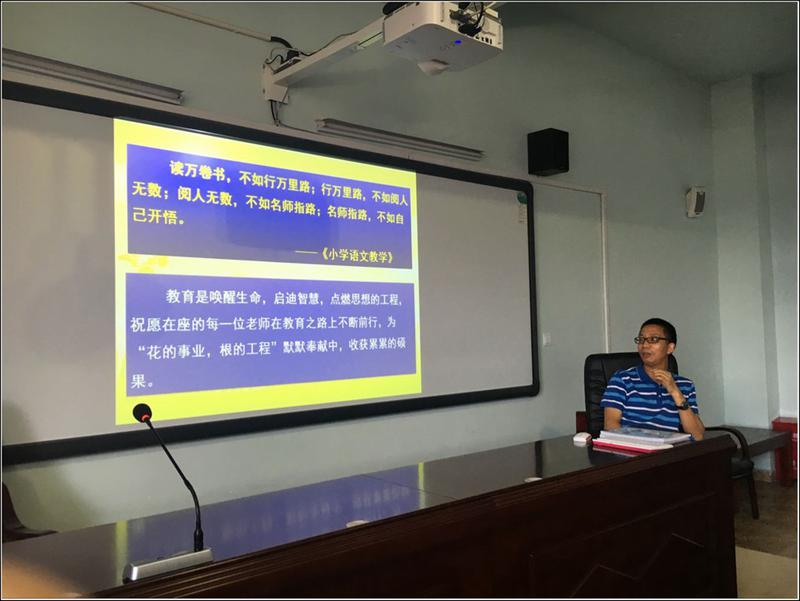 读万卷书，不如行万里路；行万里路，不如阅人
无数；阅人无数，不如名师指路；名师指路，不如自
己开悟。
——《小学语文教学》
教育是唤醒生命，启迪智慧，点燃思想的工程，
祝愿在座的每一位老师在教育之路上不断前行，为
“花的事业，根的工程”默默奉献中，收获累累的硕
果。